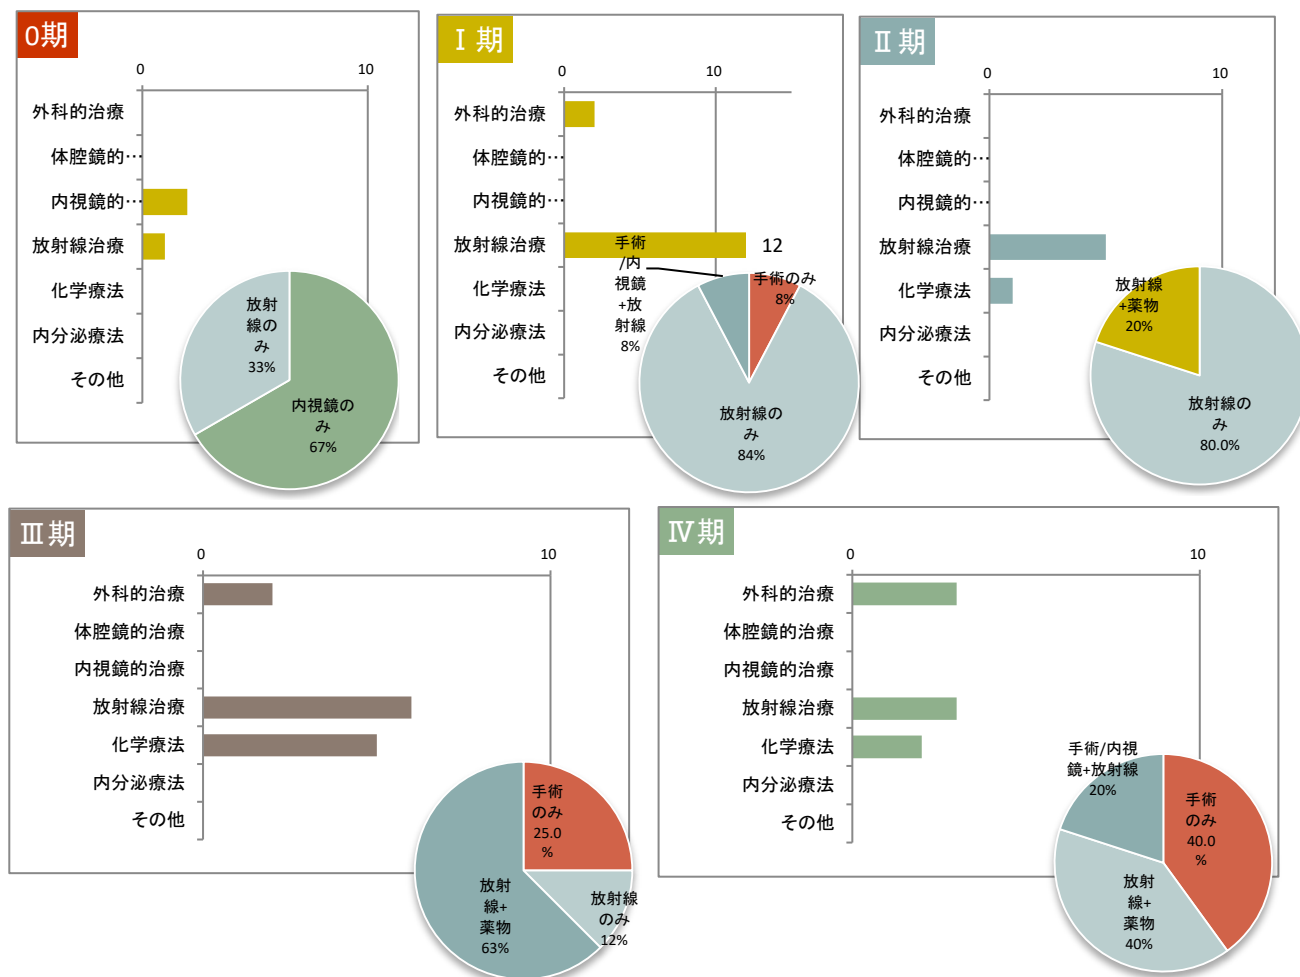 0期
0
10
外科的治療
体腔鏡的…
内視鏡的…
放射線治療
化学療法
内分泌療法
その他
放射
線のみ
33%
内視鏡の
み
67%
Ⅰ期
0
10
外科的治療
体腔鏡的…
内視鏡的…
放射線治療
12
化学療法
内分泌療法
その他
手術
/内
視鏡
+放
射線
8%
手術のみ
8%
放射線の
み
84%
Ⅱ期
0
10
外科的治療
体腔鏡的…
内視鏡的…
放射線治療
化学療法
内分泌療法
その他
放射線
+薬物
20%
放射線の
み
80.0%
Ⅲ期
0
10
外科的治療
体腔鏡的治療
内視鏡的治療
放射線治療
化学療法
内分泌療法
その他
手術
のみ
25.0
%
放射線
のみ
12%
放射
線+
薬物
63%
Ⅳ期
0
10
外科的治療
体腔鏡的治療
内視鏡的治療
放射線治療
化学療法
内分泌療法
その他
手術/内視
鏡+放射線
20%
手術
のみ
40.0
%
放射
線+
薬物
40%